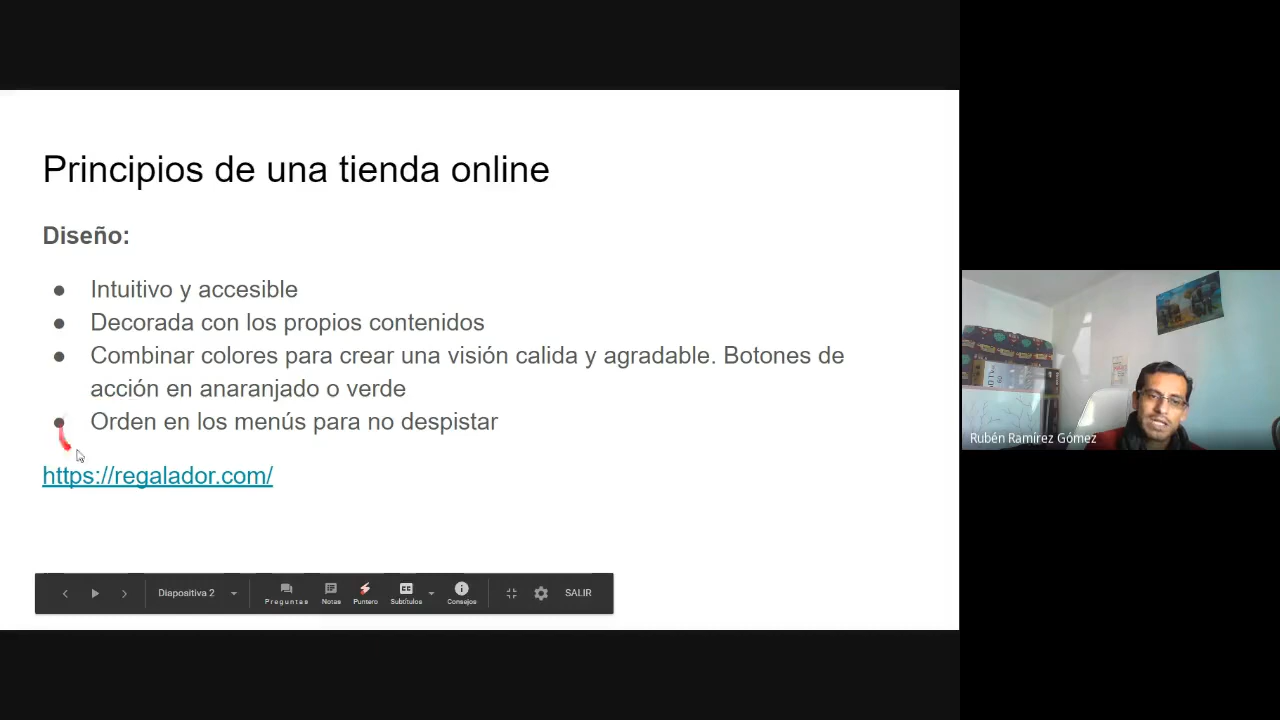 Principios de una tienda online
Diseño:
● Intuitivo y accesible
● Decorada con los propios contenidos
● Combinar colores para crear una visión calida y agradable. Botones de
acción en anaranjado o verde
● Orden en los menús para no despistar
https://regalador.com/
Diapositiva 2
Preguntas
Notas
Puntero
CC
Subtítulos
Consejos
SALIR
Rubén Ramírez Gómez